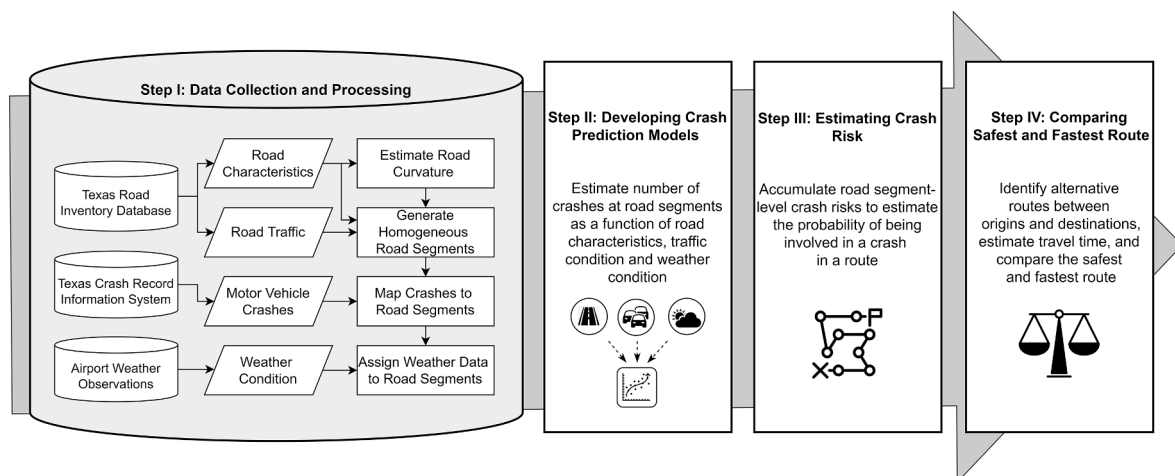 Step I: Data Collection and Processing
Texas Road
Inventory Database
Texas Crash Record
Information System
Airport Weather
Observations
Road
Characteristics
Road Traffic
Motor Vehicle
Crashes
Weather
Condition
Estimate Road
Curvature
Generate
Homogeneous
Road Segments
Map Crashes to
Road Segments
Assign Weather Data
to Road Segments
Step II: Developing Crash
Prediction Models
Estimate number of
crashes at road segments
as a function of road
characteristics, traffic
condition and weather
condition
Step III: Estimating Crash
Risk
Accumulate road segment-
level crash risks to estimate
the probability of being
involved in a crash
in a route
Step IV: Comparing
Safest and Fastest Route
Identify alternative
routes between
origins and destinations,
estimate travel time, and
compare the safest
and fastest route